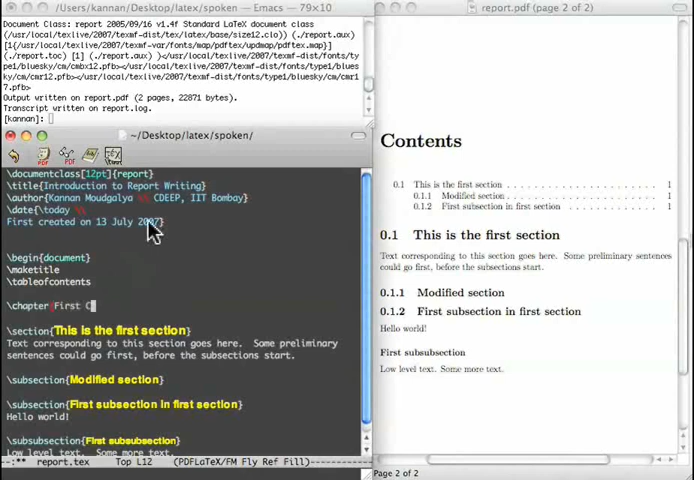 /Users/kannan/Desktop/latex/spoken — Emacs — 79×10
Document Class: report 2005/09/16 v1.4f Standard LaTeX document class
(/usr/local/texlive/2007/texmf-dist/tex/latex/base/size12.clo)) (./report.aux)
[1{/usr/local/texlive/2007/texmf-var/fonts/map/pdftex/updmap/pdftex.map}]
(./report.toc) [1] (./report.aux) )</usr/local/texlive/2007/texmf-dist/fonts/ty
pe1/bluesky/cm/cmbx12.pfb></usr/local/texlive/2007/texmf-dist/fonts/type1/blues
ky/cm/cmr12.pfb></usr/local/texlive/2007/texmf-dist/fonts/type1/bluesky/cm/cmr1
7.pfb>
Output written on report.pdf (2 pages, 22871 bytes).
Transcript written on report.log.
[kannan]:
~/Desktop/latex/spoken/
\documentclass[12pt]{report}
\title{Introduction to Report Writing}
\author{Kannan Moudgalya \\ CDEEP, IIT Bombay}
\date{\today \\
First created on 13 July 2007}
\begin{document}
\maketitle
\tableofcontents
\chapter{First C
\section{This is the first section}
Text corresponding to this section goes here. Some preliminary
sentences could go first, before the subsections start.
\subsection{Modified section}
\subsection{First subsection in first section}
Hello world!
\subsubsection{First subsubsection}
Low level text. Some more text.
--:** report.tex Top L12 (PDFLaTeX/FM Fly Ref Fill)
report.pdf (page 2 of 2)
Contents
0.1 This is the first section . . . . . . . . . . . . . . . . . . . . 1
0.1.1 Modified section . . . . . . . . . . . . . . . . . . . . 1
0.1.2 First subsection in first section . . . . . . . . . . . . 1
0.1 This is the first section
Text corresponding to this section goes here. Some preliminary sentences
could go first, before the subsections start.
0.1.1 Modified section
0.1.2 First subsection in first section
Hello world!
First subsubsection
Low level text. Some more text.
Page 2 of 2